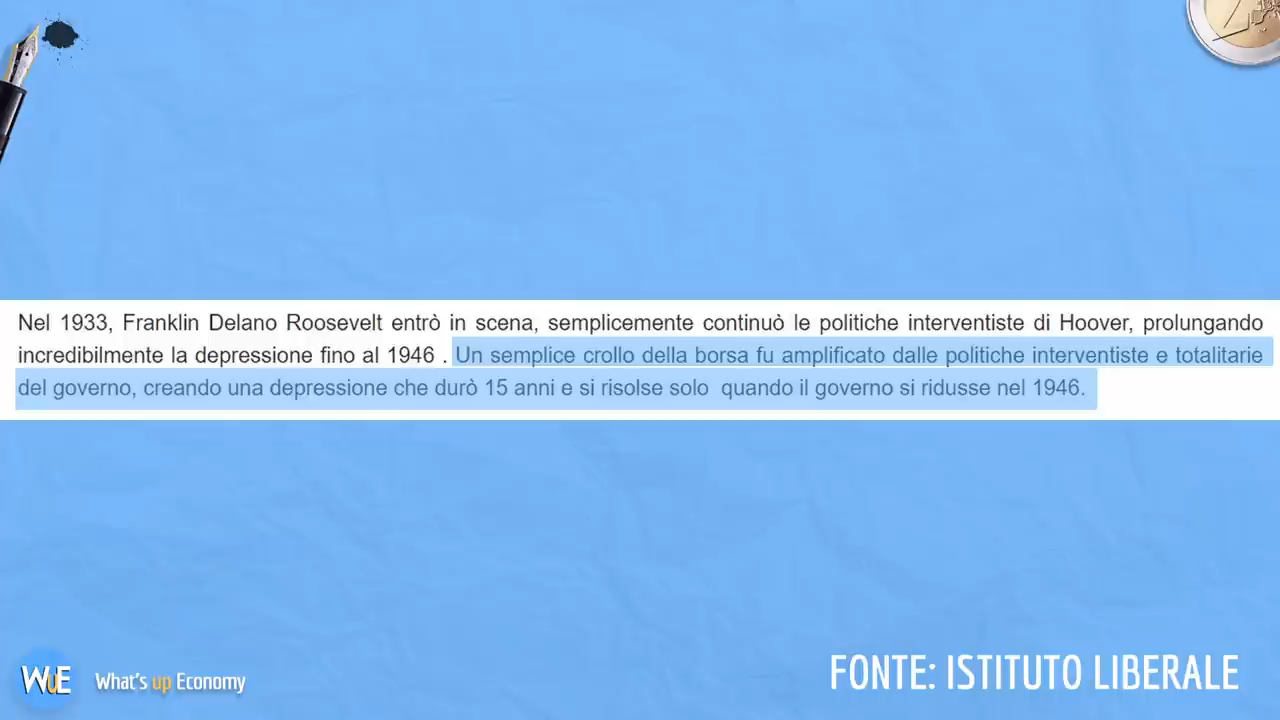 Nel 1933, Franklin Delano Roosevelt entrò in scena, semplicemente continuò le politiche interventiste di Hoover, prolungando
incredibilmente la depressione fino al 1946 . Un semplice crollo della borsa fu amplificato dalle politiche interventiste e totalitarie
del governo, creando una depressione che durò 15 anni e si risolse solo  quando il governo si ridusse nel 1946.
FONTE: ISTITUTO LIBERALE
WuE What's up Economy